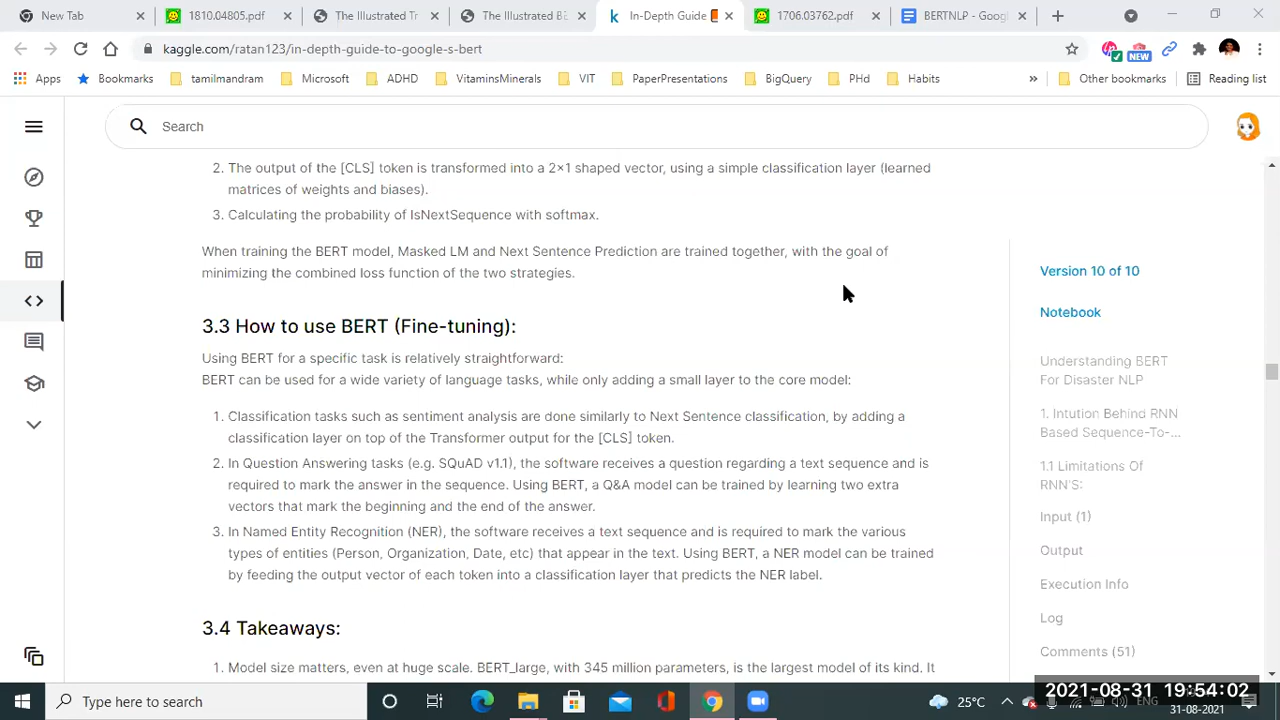 New Tab
1810.04805.pdf
The Illustrated Tr
The Illustrated BE
In-Depth Guide
1706.03762.pdf
BERTNLP - Goog
kaggle.com/ratan123/in-depth-guide-to-google-s-bert
NEW
Apps
Bookmarks
tamilmandram
Microsoft
ADHD
VitaminsMinerals
VIT
PaperPresentations
BigQuery
PHd
Habits
»
Other bookmarks
Reading list
Search
2. The output of the [CLS] token is transformed into a 2×1 shaped vector, using a simple classification layer (learned
matrices of weights and biases).
3. Calculating the probability of IsNextSequence with softmax.
When training the BERT model, Masked LM and Next Sentence Prediction are trained together, with the goal of
minimizing the combined loss function of the two strategies.
3.3 How to use BERT (Fine-tuning):
Using BERT for a specific task is relatively straightforward:
BERT can be used for a wide variety of language tasks, while only adding a small layer to the core model:
1. Classification tasks such as sentiment analysis are done similarly to Next Sentence classification, by adding a
classification layer on top of the Transformer output for the [CLS] token.
2. In Question Answering tasks (e.g. SQuAD v1.1), the software receives a question regarding a text sequence and is
required to mark the answer in the sequence. Using BERT, a Q&A model can be trained by learning two extra
vectors that mark the beginning and the end of the answer.
3. In Named Entity Recognition (NER), the software receives a text sequence and is required to mark the various
types of entities (Person, Organization, Date, etc) that appear in the text. Using BERT, a NER model can be trained
by feeding the output vector of each token into a classification layer that predicts the NER label.
3.4 Takeaways:
1. Model size matters, even at huge scale. BERT_large, with 345 million parameters, is the largest model of its kind. It
Version 10 of 10
Notebook
Understanding BERT
For Disaster NLP
1. Intution Behind RNN
Based Sequence-To-...
1.1 Limitations Of
RNN'S:
Input (1)
Output
Execution Info
Log
Comments (51)
Type here to search
25°C
ENG
2021-08-31 19:54:02
31-08-2021